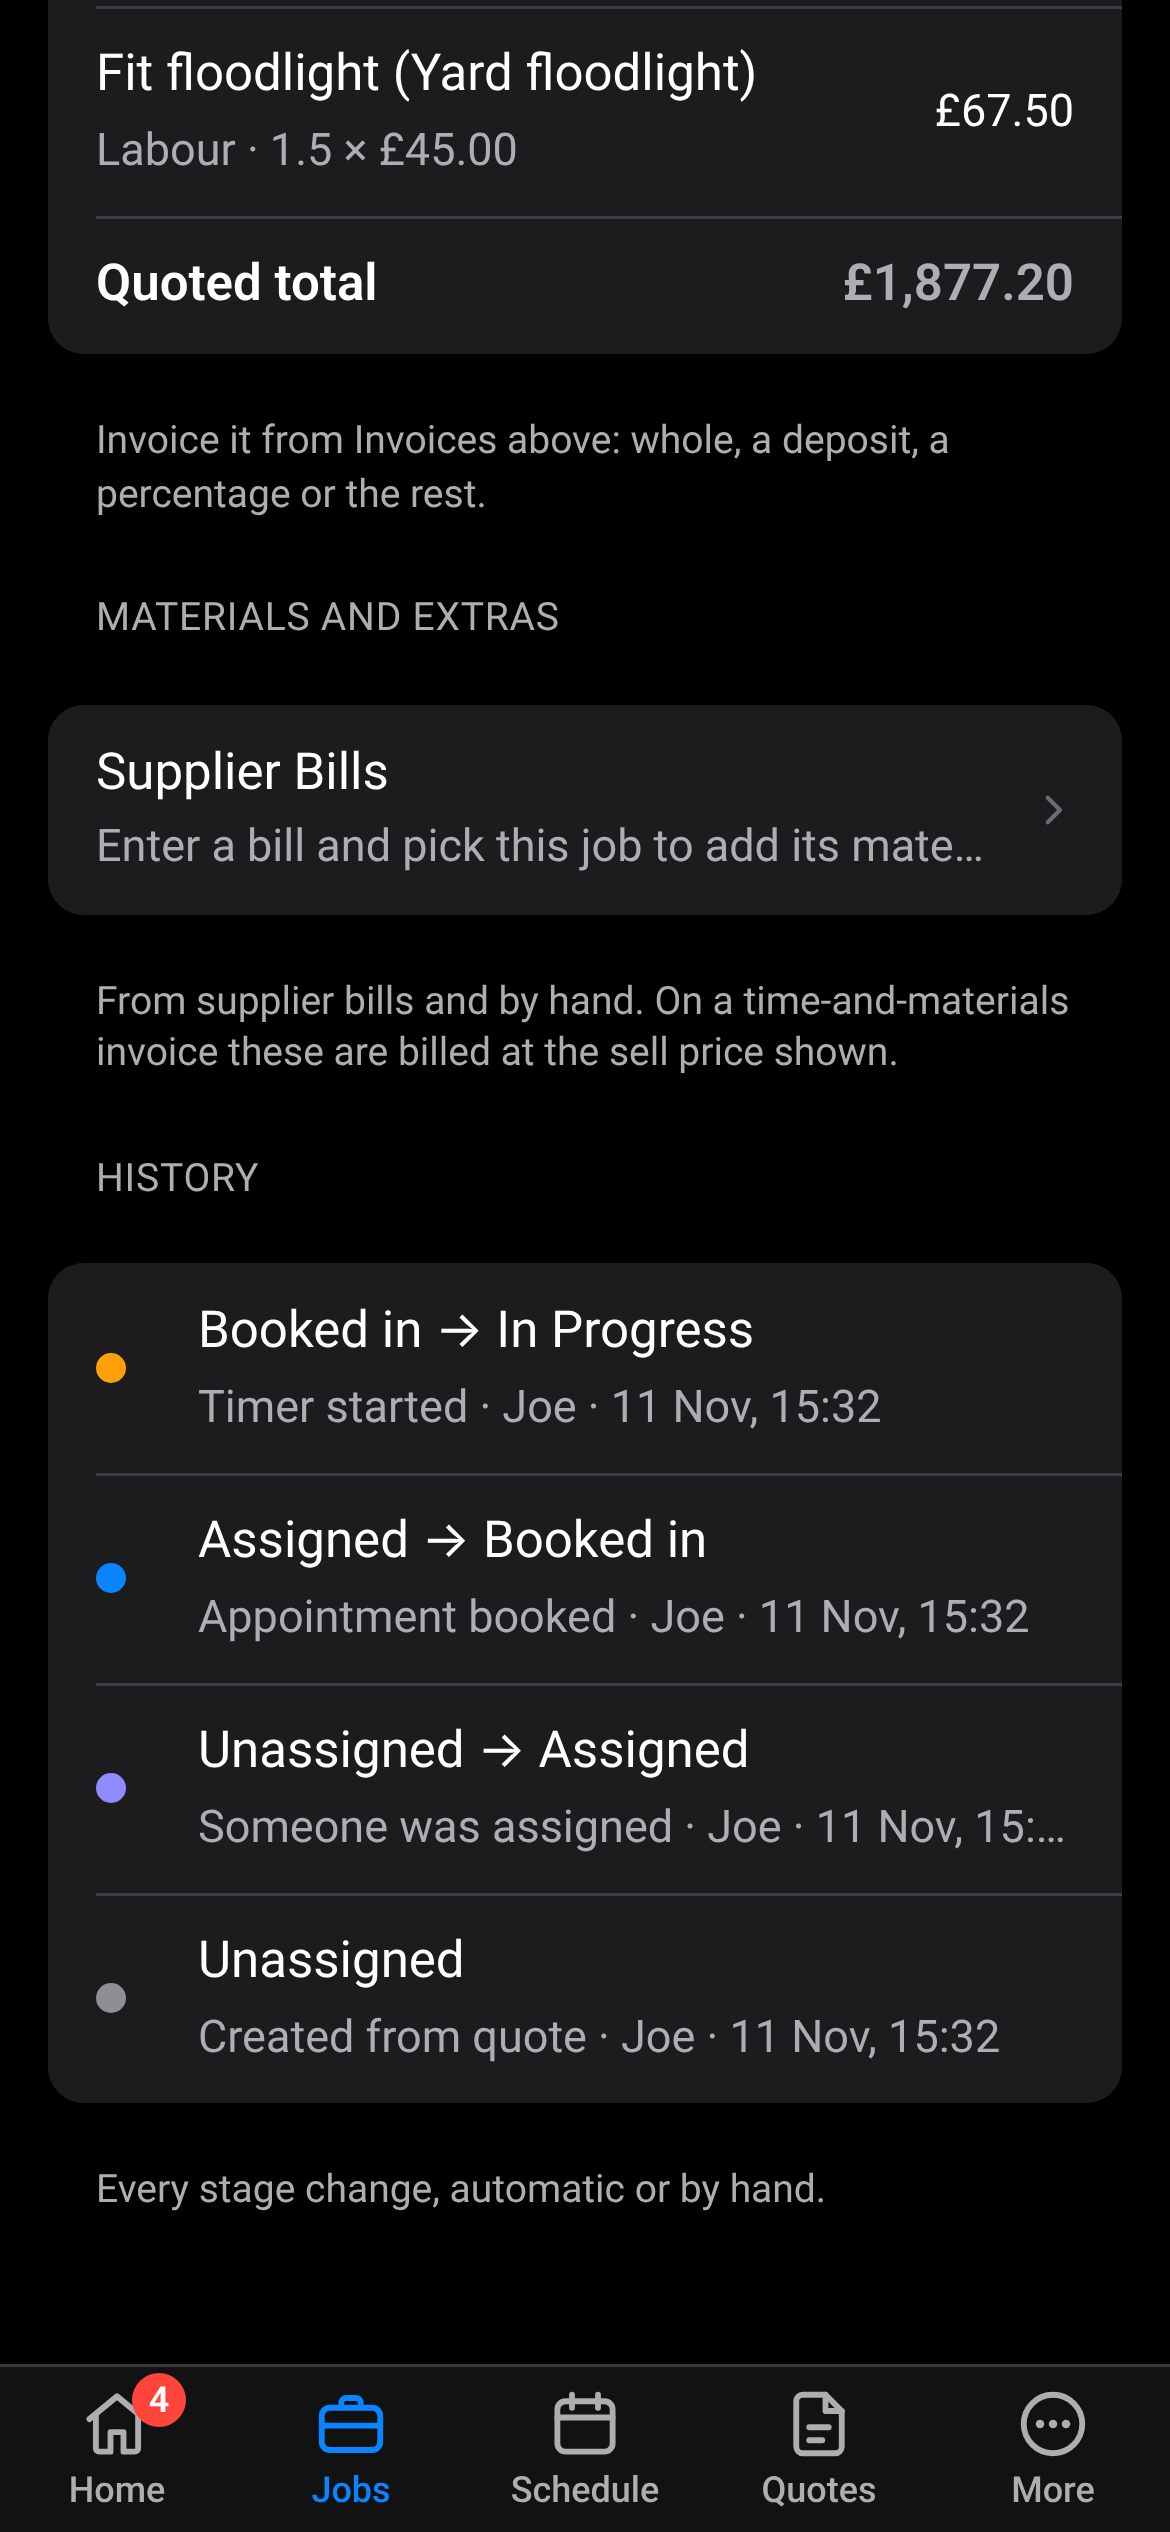 Fit floodlight (Yard floodlight)
£67.50
Labour · 1.5 × £45.00
Quoted total
£1,877.20
Invoice it from Invoices above: whole, a deposit, a
percentage or the rest.
MATERIALS AND EXTRAS
Supplier Bills
Enter a bill and pick this job to add its mate…
From supplier bills and by hand. On a time-and-materials
invoice these are billed at the sell price shown.
HISTORY
Booked in → In Progress
Timer started · Joe · 11 Nov, 15:32
Assigned → Booked in
Appointment booked · Joe · 11 Nov, 15:32
Unassigned → Assigned
Someone was assigned · Joe · 11 Nov, 15:…
Unassigned
Created from quote · Joe · 11 Nov, 15:32
Every stage change, automatic or by hand.
4
Home
Jobs
Schedule
Quotes
More